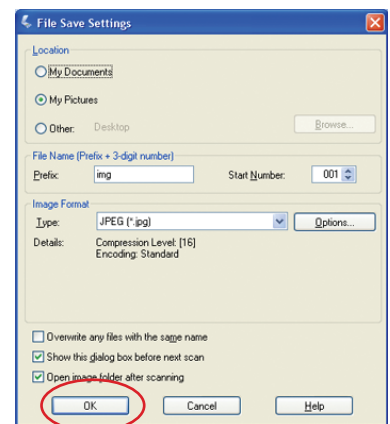 File Save Settings
Location
My Documents
My Pictures
Other: Desktop Browse...
File Name (Prefix + 3-digit number)
Prefix: img Start Number: 001
Image Format
Type: JPEG (*.jpg) Options...
Details: Compression Level: [16]
Encoding: Standard
Overwrite any files with the same name
Show this dialog box before next scan
Open image folder after scanning
OK Cancel Help